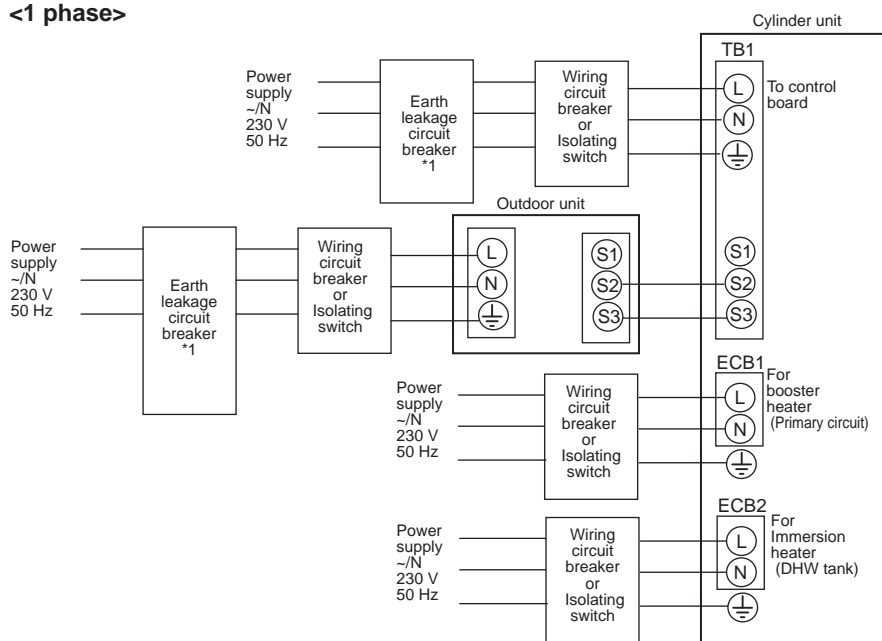 <1 phase>
Cylinder unit
TB1
Power
supply
~/N
230 V
50 Hz
Earth
leakage
circuit
breaker
*1
Wiring
circuit
breaker
or
Isolating
switch
L
N
To control
board
Outdoor unit
Power
supply
~/N
230 V
50 Hz
Earth
leakage
circuit
breaker
*1
Wiring
circuit
breaker
or
Isolating
switch
L
N
S1
S2
S3
S1
S2
S3
ECB1
Power
supply
~/N
230 V
50 Hz
Wiring
circuit
breaker
or
Isolating
switch
L
N
For
booster
heater
(Primary circuit)
ECB2
Power
supply
~/N
230 V
50 Hz
Wiring
circuit
breaker
or
Isolating
switch
L
N
For
Immersion
heater
(DHW tank)